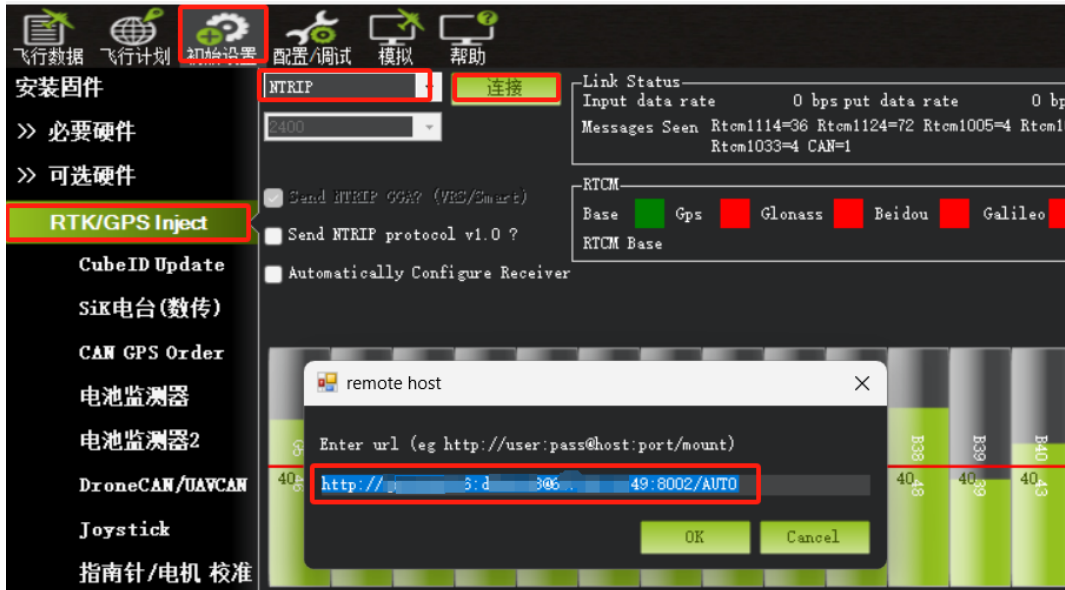 飞行数据 飞行计划 初始设置 配置/调试 模拟 帮助
安装固件
>> 必要硬件
>> 可选硬件
RTK/GPS Inject
CubeID Update
SiK电台(数传)
CAN GPS Order
电池监测器
电池监测器2
DroneCAN/UAVCAN
Joystick
指南针/电机 校准
NTRIP
连接
2400
Send NTRIP GGA? (VRS/Smart)
Send NTRIP protocol v1.0 ?
Automatically Configure Receiver
Link Status
Input data rate 0 bps put data rate 0 bp
Messages Seen Rtcm1114=36 Rtcm1124=72 Rtcm1005=4 Rtcm1
Rtcm1033=4 CAN=1
RTCM
Base Gps Glonass Beidou Galileo
RTCM Base
remote host
Enter url (eg http://user:pass@host:port/mount)
http:// 6:d 3@6 49:8002/AUTO
OK Cancel
B38 B39 B40
40 48 40 39 40 43